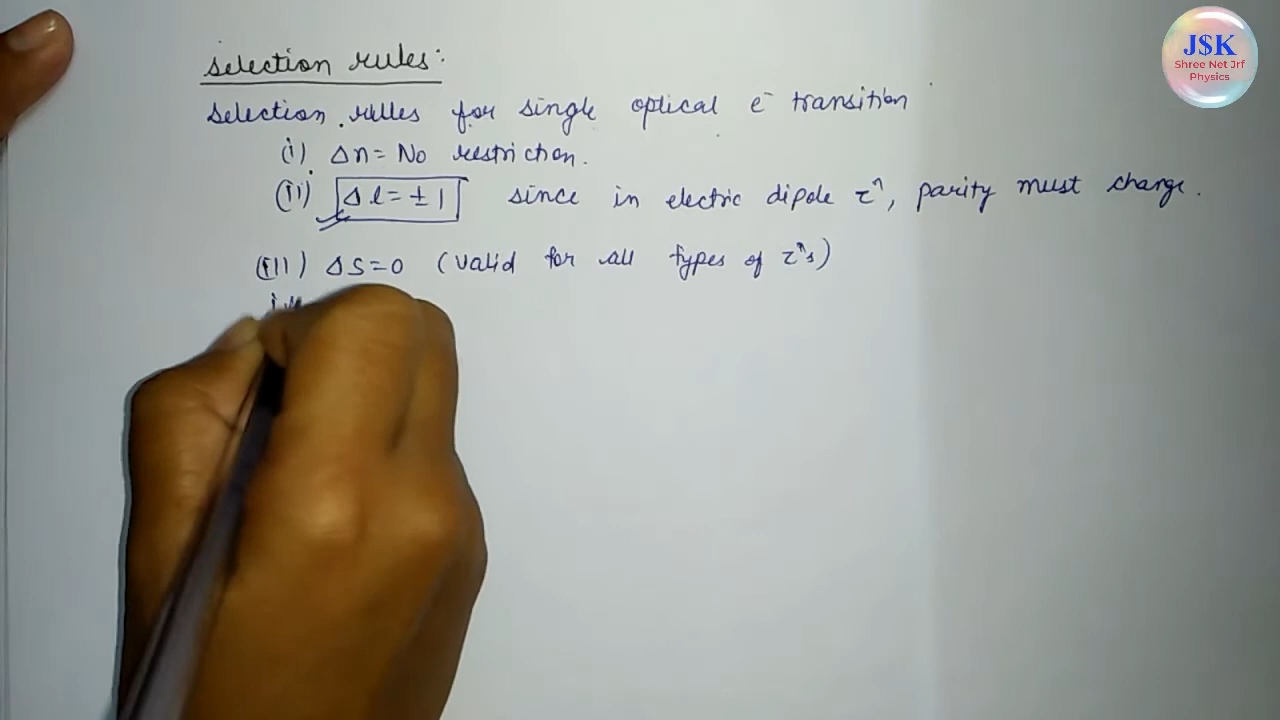 J$K
Shree Net Jrf
Physics
selection rules:
selection rules for single optical e⁻ transition
(i) Δn = No restriction.
(ii) Δl = ± 1 since in electric dipole τⁿ, parity must change.
(iii) Δs = 0 (valid for all types of τⁿs)